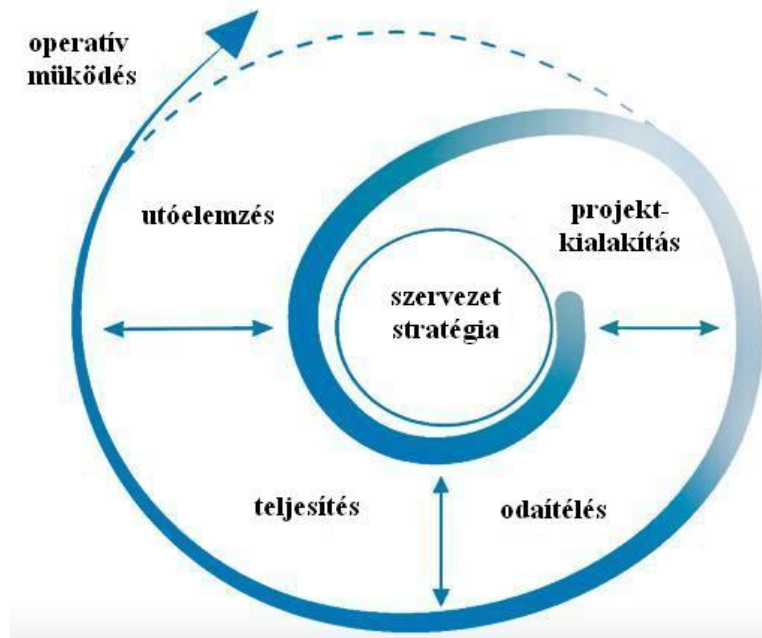 operatív
müködés
utóelemzés
projekt-
kialakítás
szervezet
stratégia
teljesítés
odaítélés